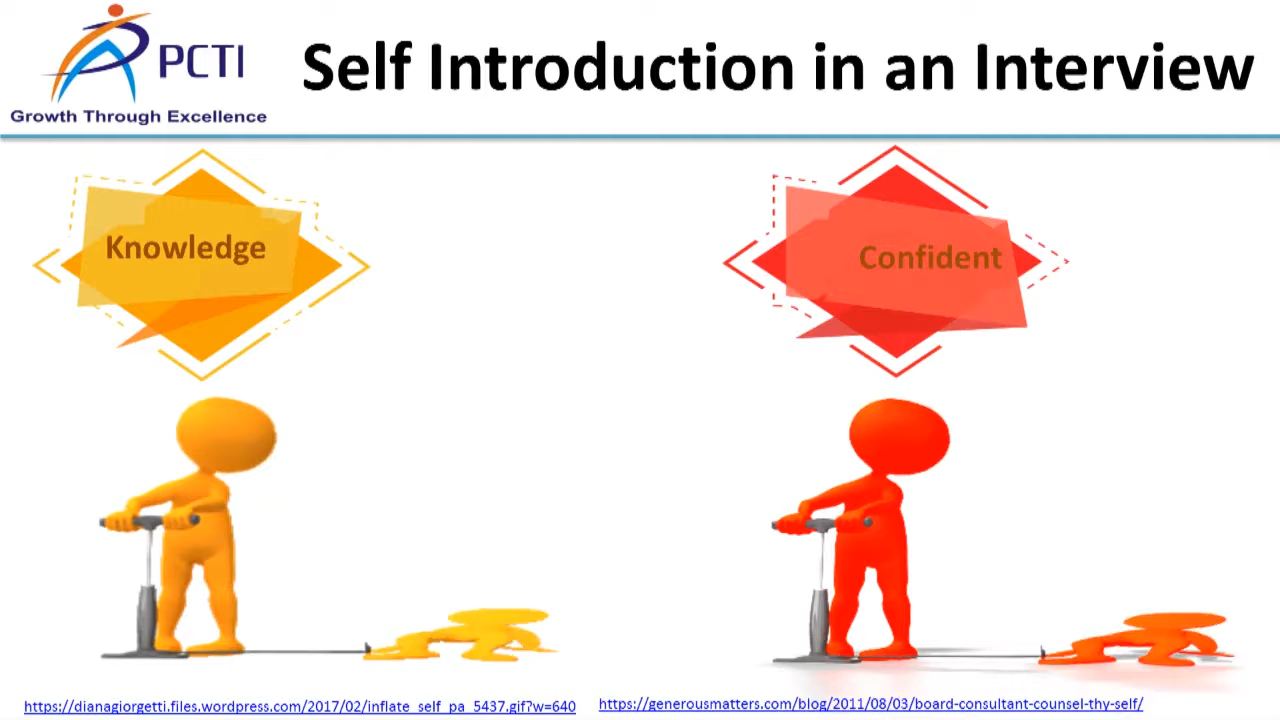 PCTI
Growth Through Excellence
Self Introduction in an Interview
Knowledge
Confident
https://dianagiorgetti.files.wordpress.com/2017/02/inflate_self_pa_5437.gif?w=640
https://generousmatters.com/blog/2011/08/03/board-consultant-counsel-thy-self/